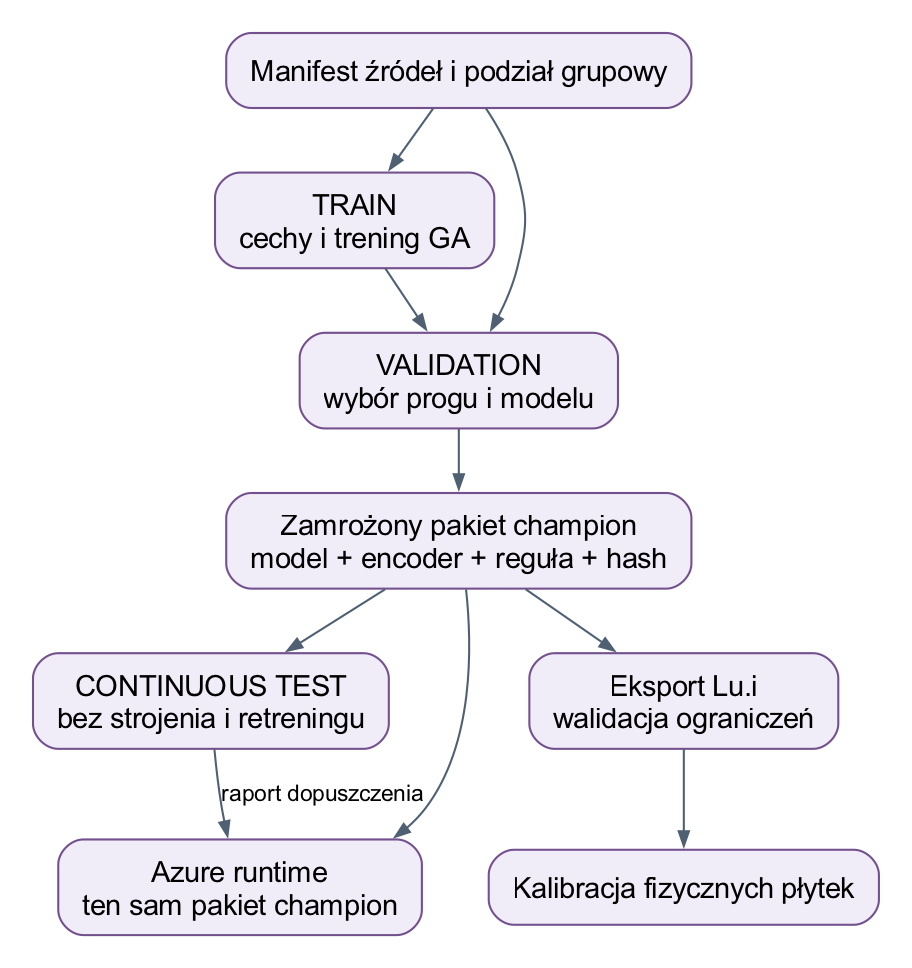 Manifest źródeł i podział grupowy
TRAIN
cechy i trening GA
VALIDATION
wybór progu i modelu
Zamrożony pakiet champion
model + encoder + reguła + hash
CONTINUOUS TEST
bez strojenia i retreningu
Eksport Lu.i
walidacja ograniczeń
raport dopuszczenia
Azure runtime
ten sam pakiet champion
Kalibracja fizycznych płytek